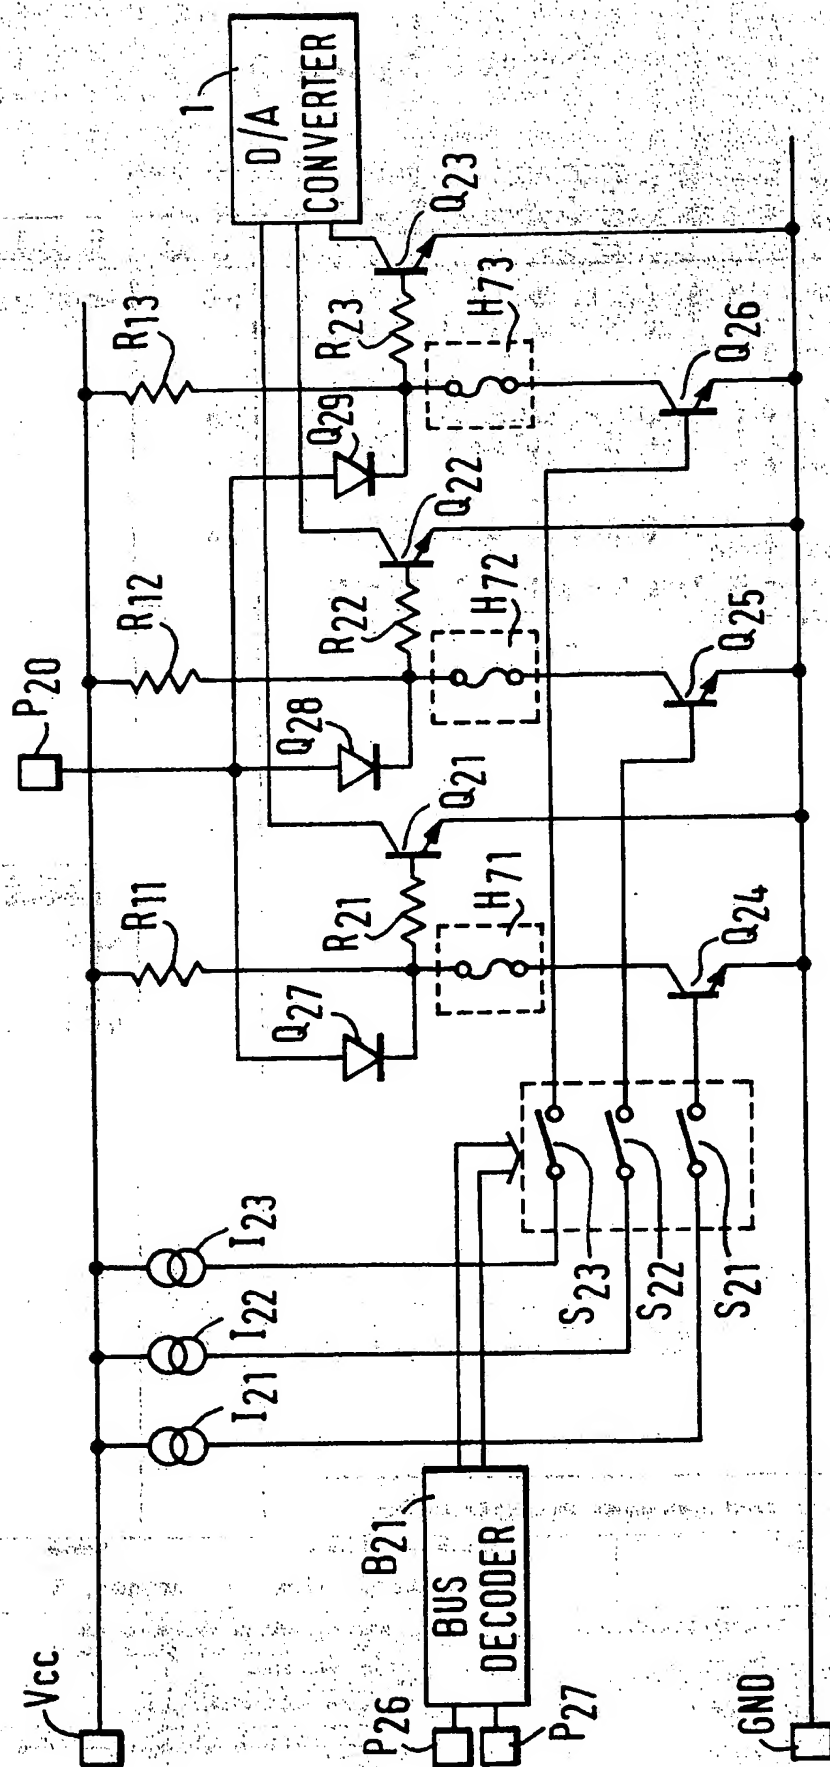 Vcc
P20
R11
R12
R13
1
D/A
CONVERTER
I21
I22
I23
Q27
Q28
Q29
R21
Q21
R22
Q22
R23
Q23
H71
H72
H73
B21
BUS
DECODER
P26
P27
S23
S22
S21
Q24
Q25
Q26
GND